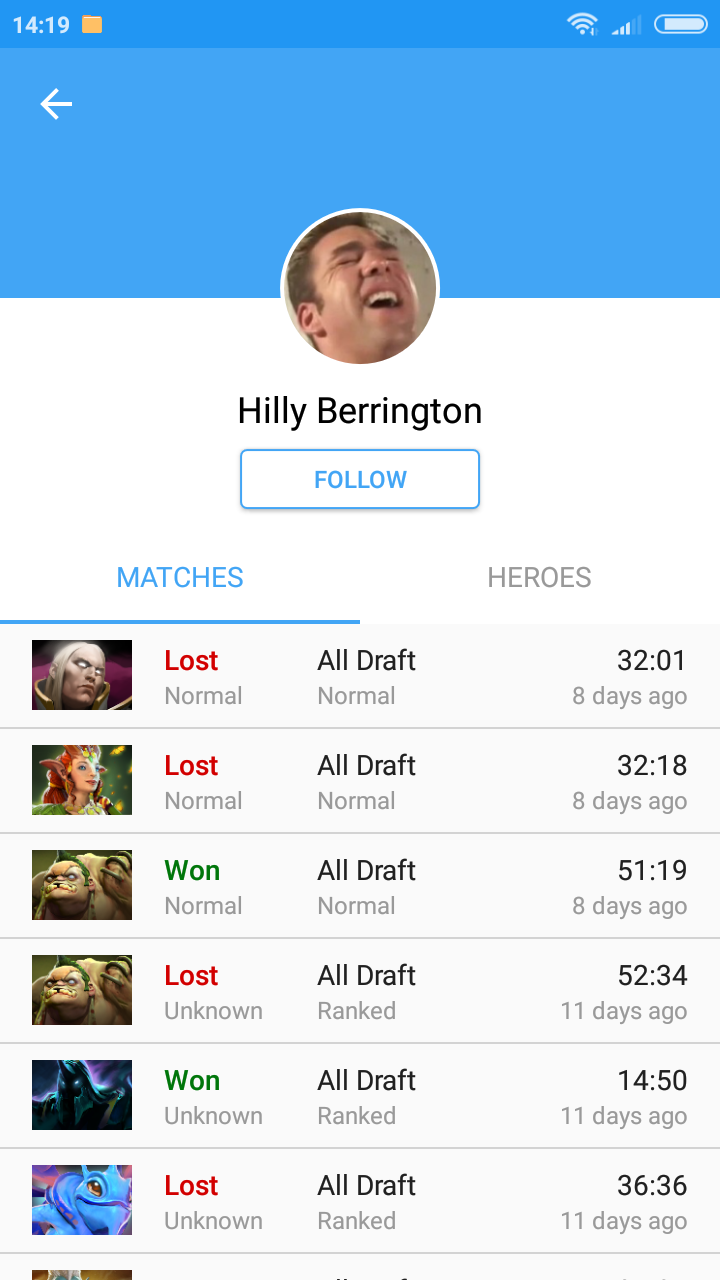 14:19
Hilly Berrington
FOLLOW
MATCHES HEROES
Lost All Draft 32:01
Normal Normal 8 days ago
Lost All Draft 32:18
Normal Normal 8 days ago
Won All Draft 51:19
Normal Normal 8 days ago
Lost All Draft 52:34
Unknown Ranked 11 days ago
Won All Draft 14:50
Unknown Ranked 11 days ago
Lost All Draft 36:36
Unknown Ranked 11 days ago